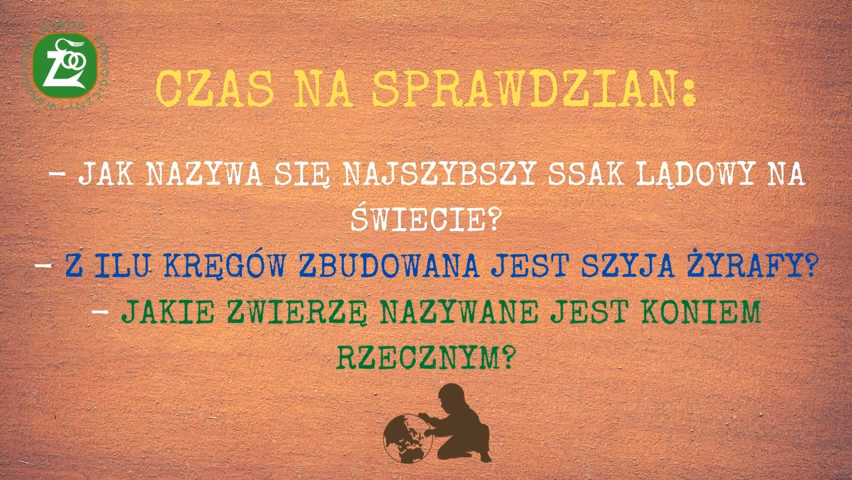 CZAS NA SPRAWDZIAN:
- JAK NAZYWA SIĘ NAJSZYBSZY SSAK LĄDOWY NA
ŚWIECIE?
- Z ILU KRĘGÓW ZBUDOWANA JEST SZYJA ŻYRAFY?
- JAKIE ZWIERZĘ NAZYWANE JEST KONIEM
RZECZNYM?